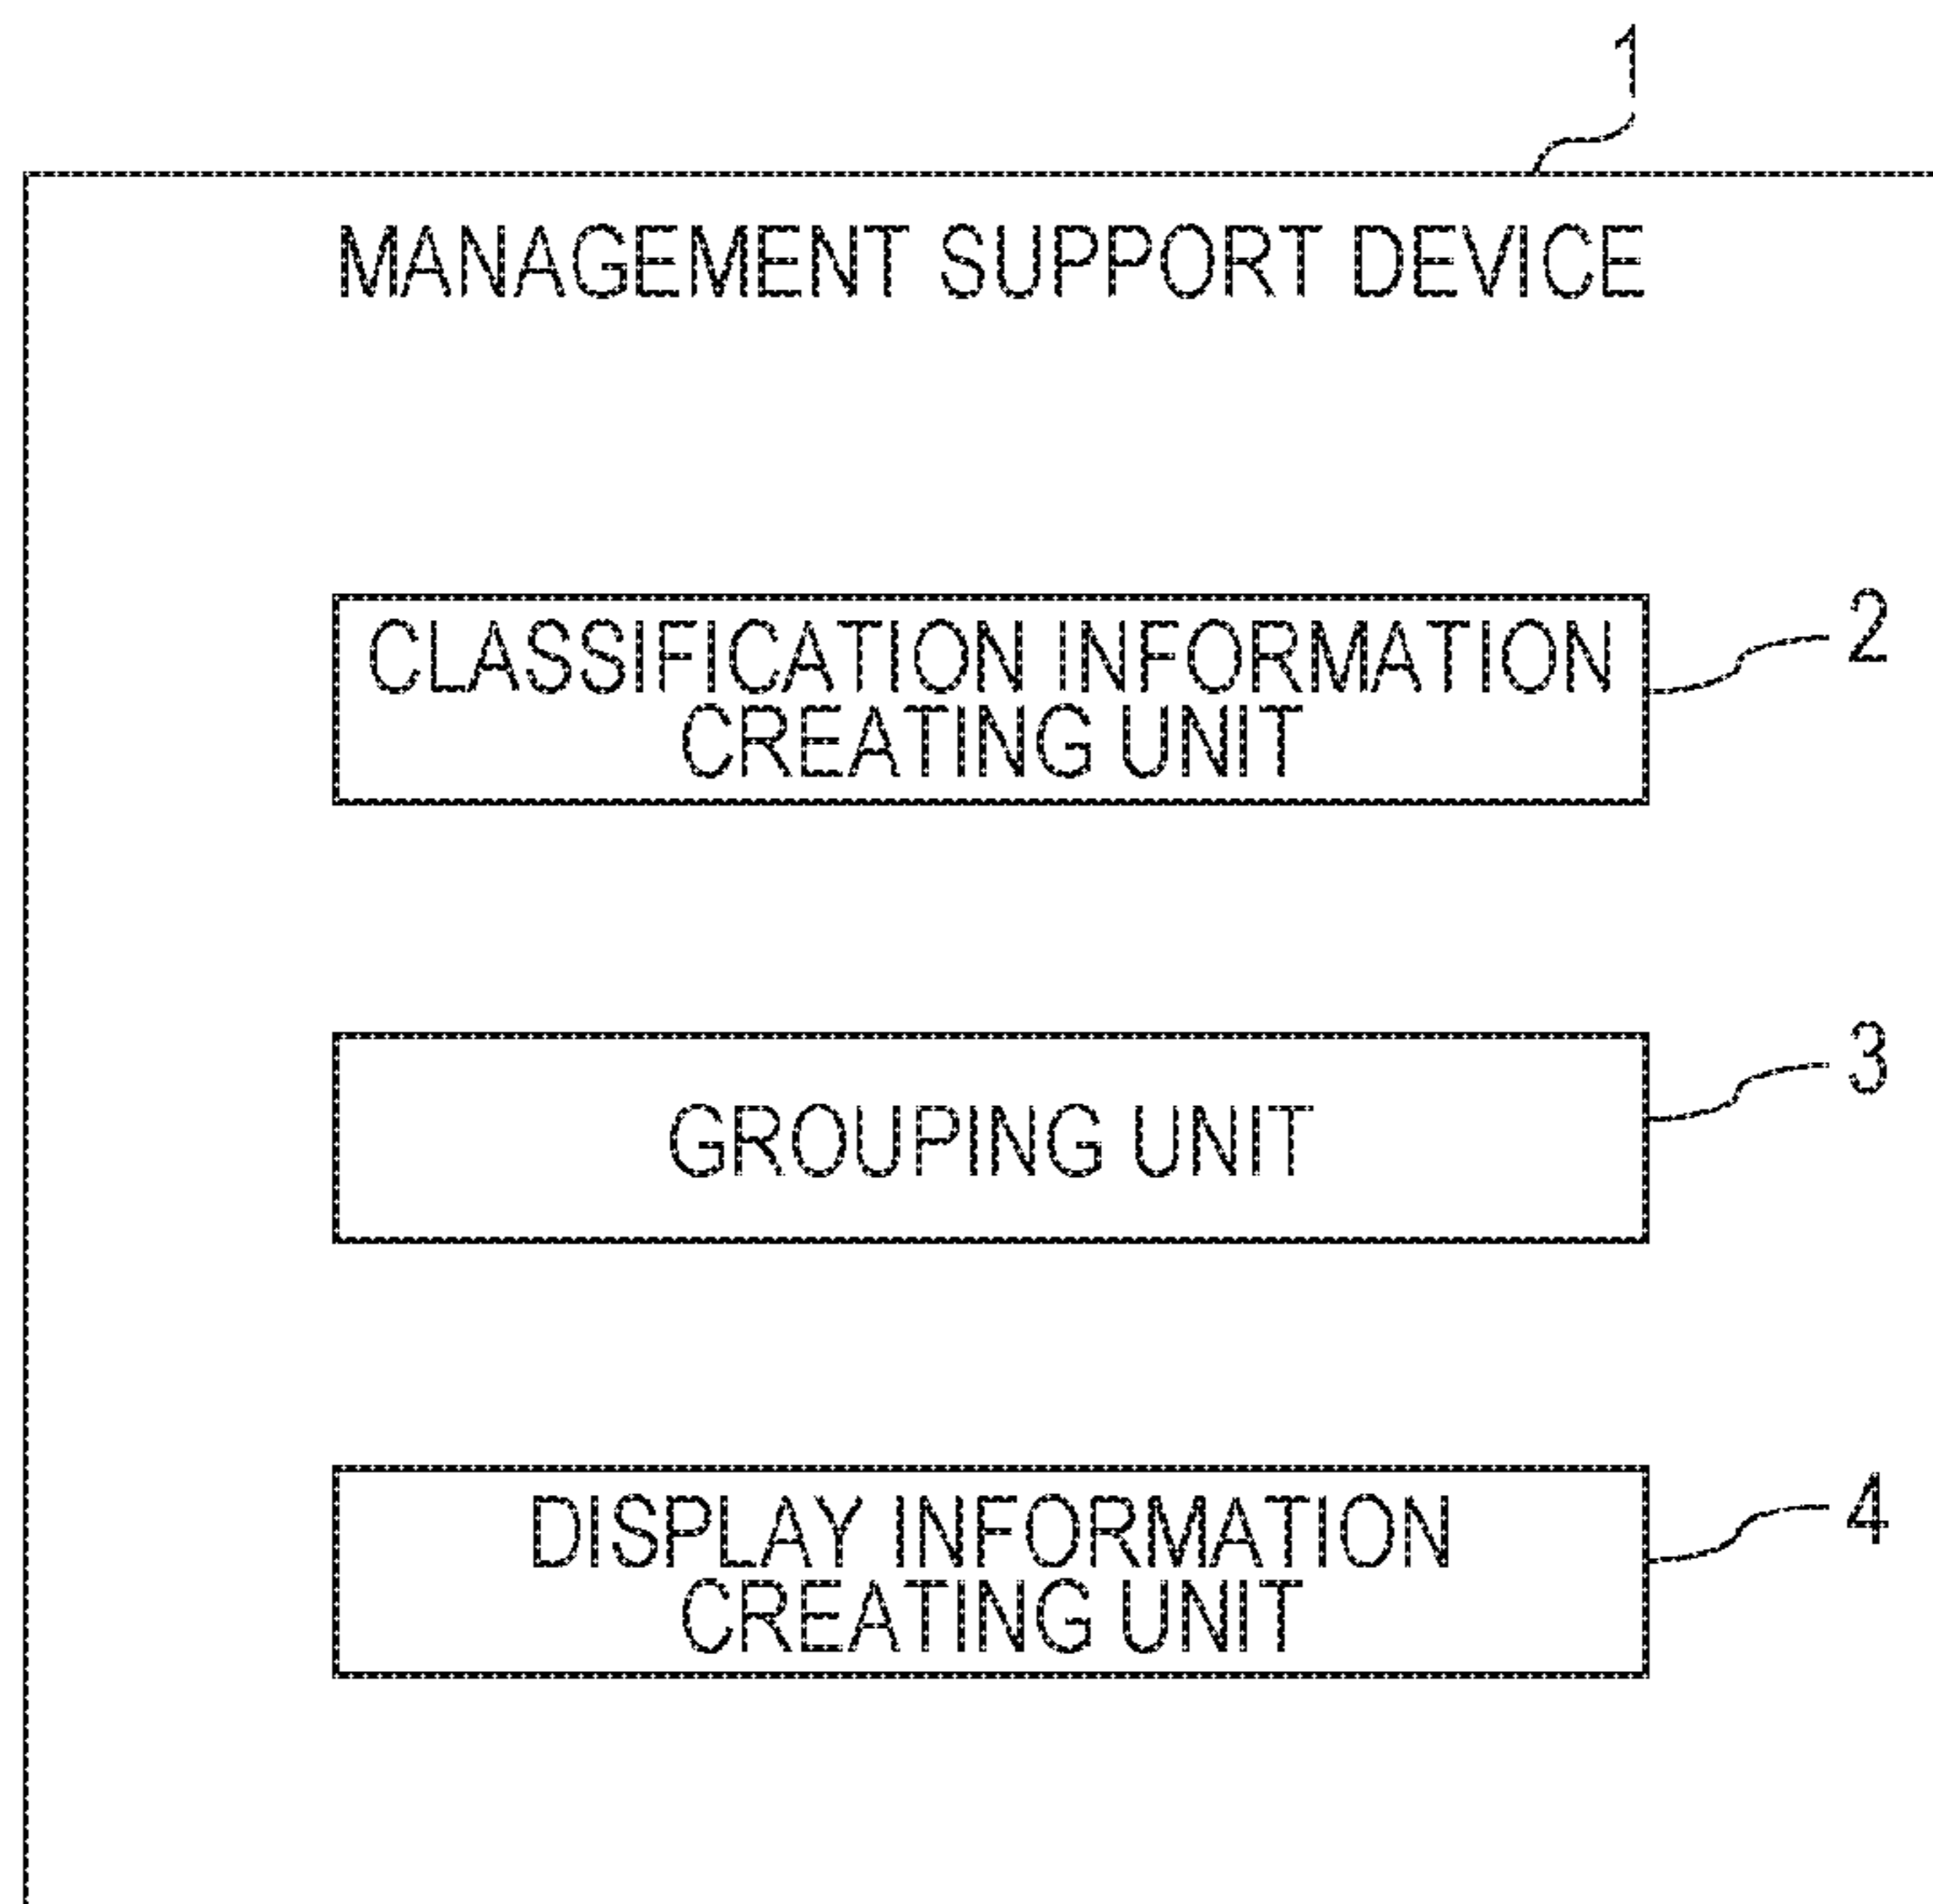 1
MANAGEMENT SUPPORT DEVICE
CLASSIFICATION INFORMATION
CREATING UNIT
2
GROUPING UNIT
3
DISPLAY INFORMATION
CREATING UNIT
4